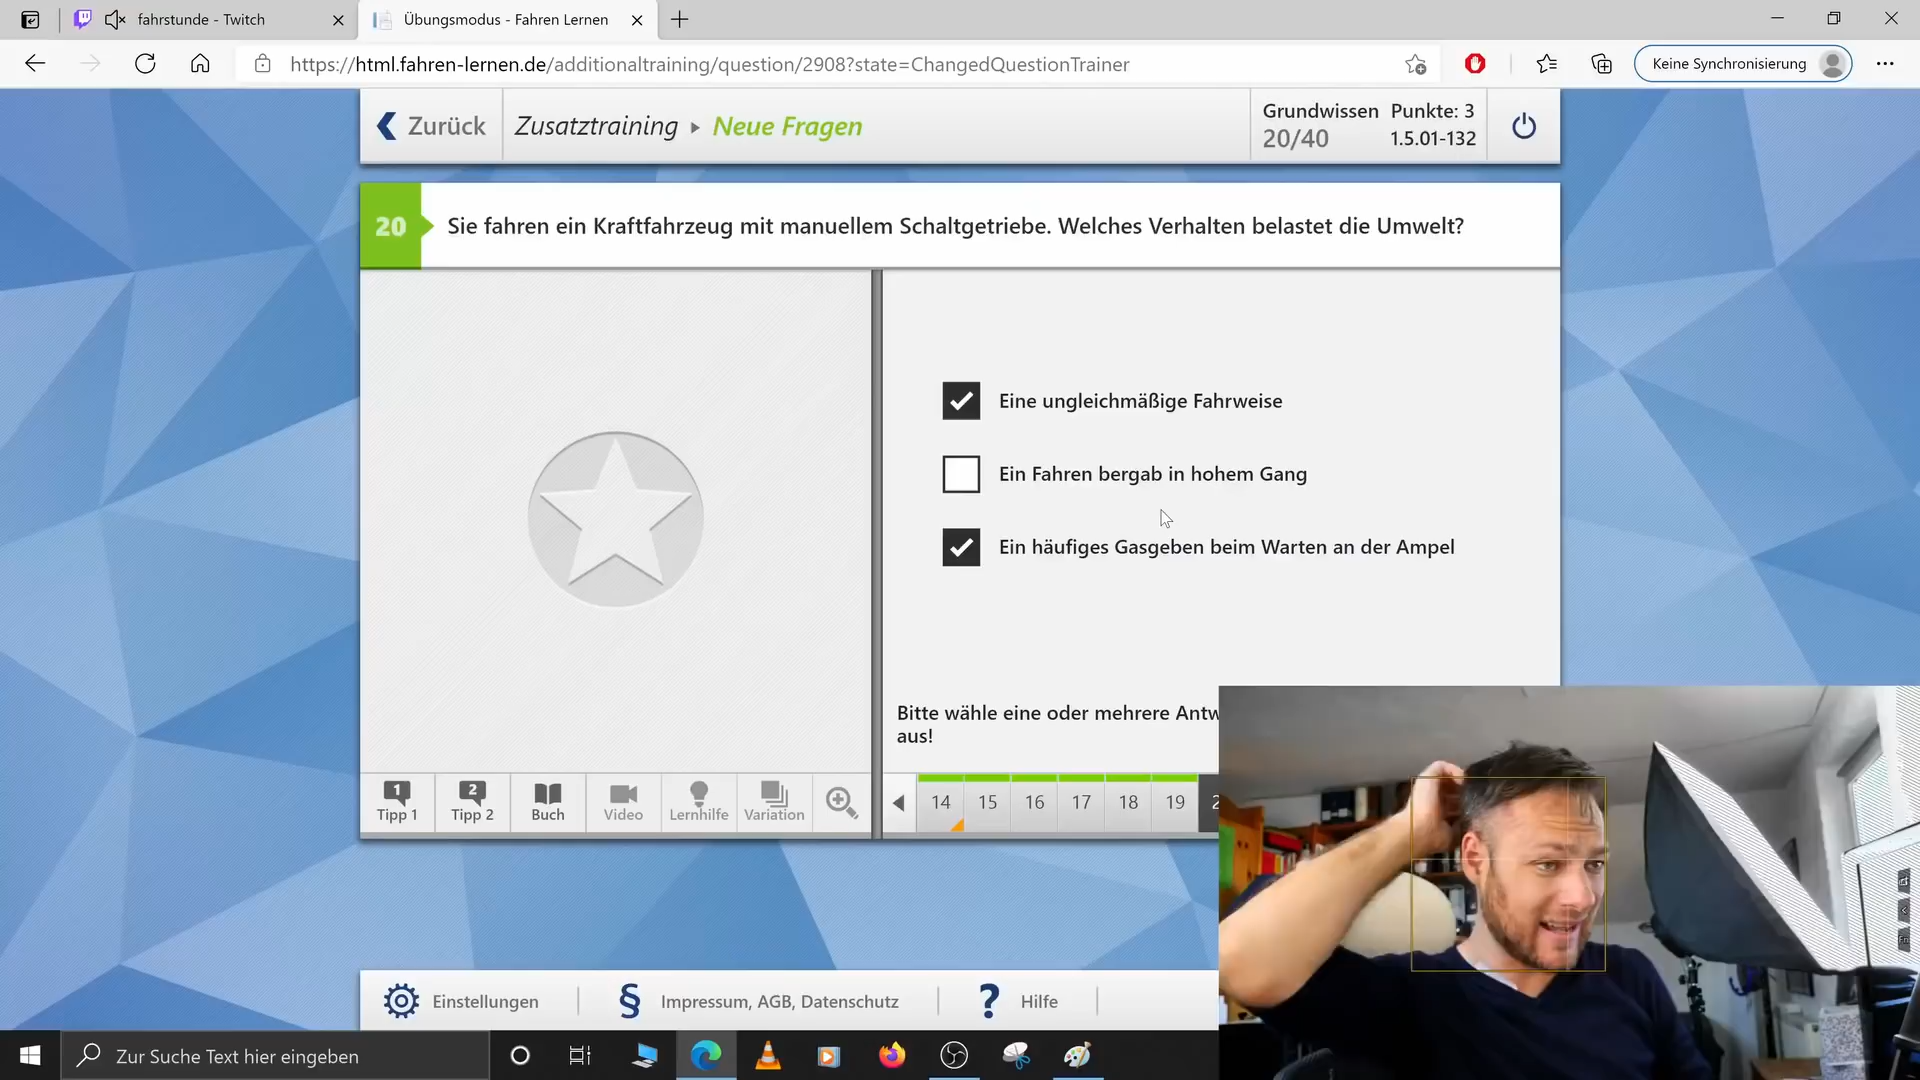 fahrstunde - Twitch
Übungsmodus - Fahren Lernen
https://html.fahren-lernen.de/additionaltraining/question/2908?state=ChangedQuestionTrainer
Keine Synchronisierung
Zurück
Zusatztraining
Neue Fragen
Grundwissen Punkte: 3
20/40 1.5.01-132
20 Sie fahren ein Kraftfahrzeug mit manuellem Schaltgetriebe. Welches Verhalten belastet die Umwelt?
Eine ungleichmäßige Fahrweise
Ein Fahren bergab in hohem Gang
Ein häufiges Gasgeben beim Warten an der Ampel
Bitte wähle eine oder mehrere Antw
aus!
1 2
Tipp 1 Tipp 2 Buch Video Lernhilfe Variation
14 15 16 17 18 19 2
Einstellungen
§ Impressum, AGB, Datenschutz
? Hilfe
Zur Suche Text hier eingeben